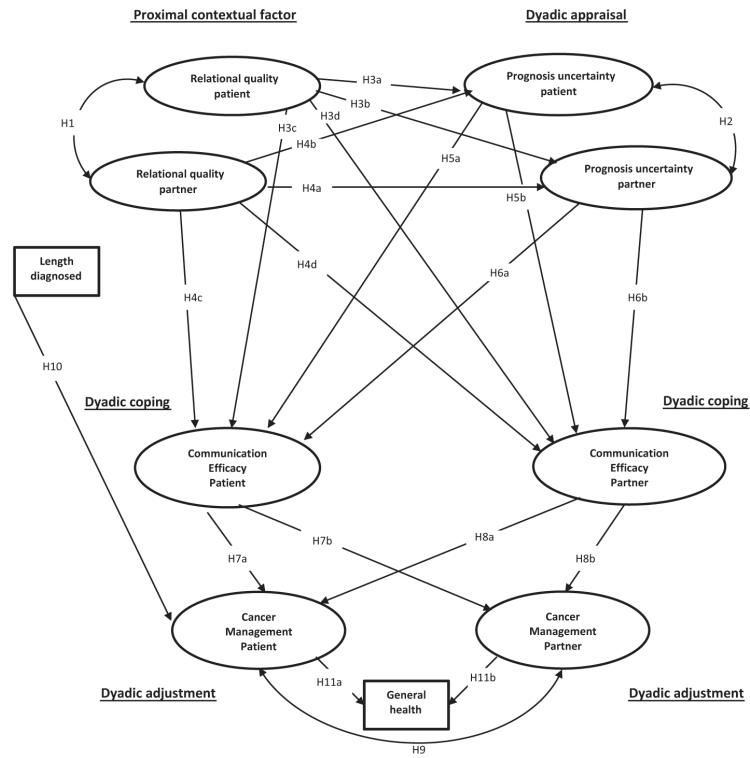 Proximal contextual factor
Dyadic appraisal
Relational quality
patient
H3a
Prognosis uncertainty
patient
H3b
H3c
H3d
H1
H2
H4b
H5a
Relational quality
partner
Prognosis uncertainty
partner
H4a
H5b
Length
diagnosed
H4d
H6a
H4c
H6b
H10
Dyadic coping
Dyadic coping
Communication
Efficacy
Patient
Communication
Efficacy
Partner
H7b
H8a
H7a
H8b
Cancer
Management
Patient
Cancer
Management
Partner
H11a
H11b
Dyadic adjustment
General
health
Dyadic adjustment
H9